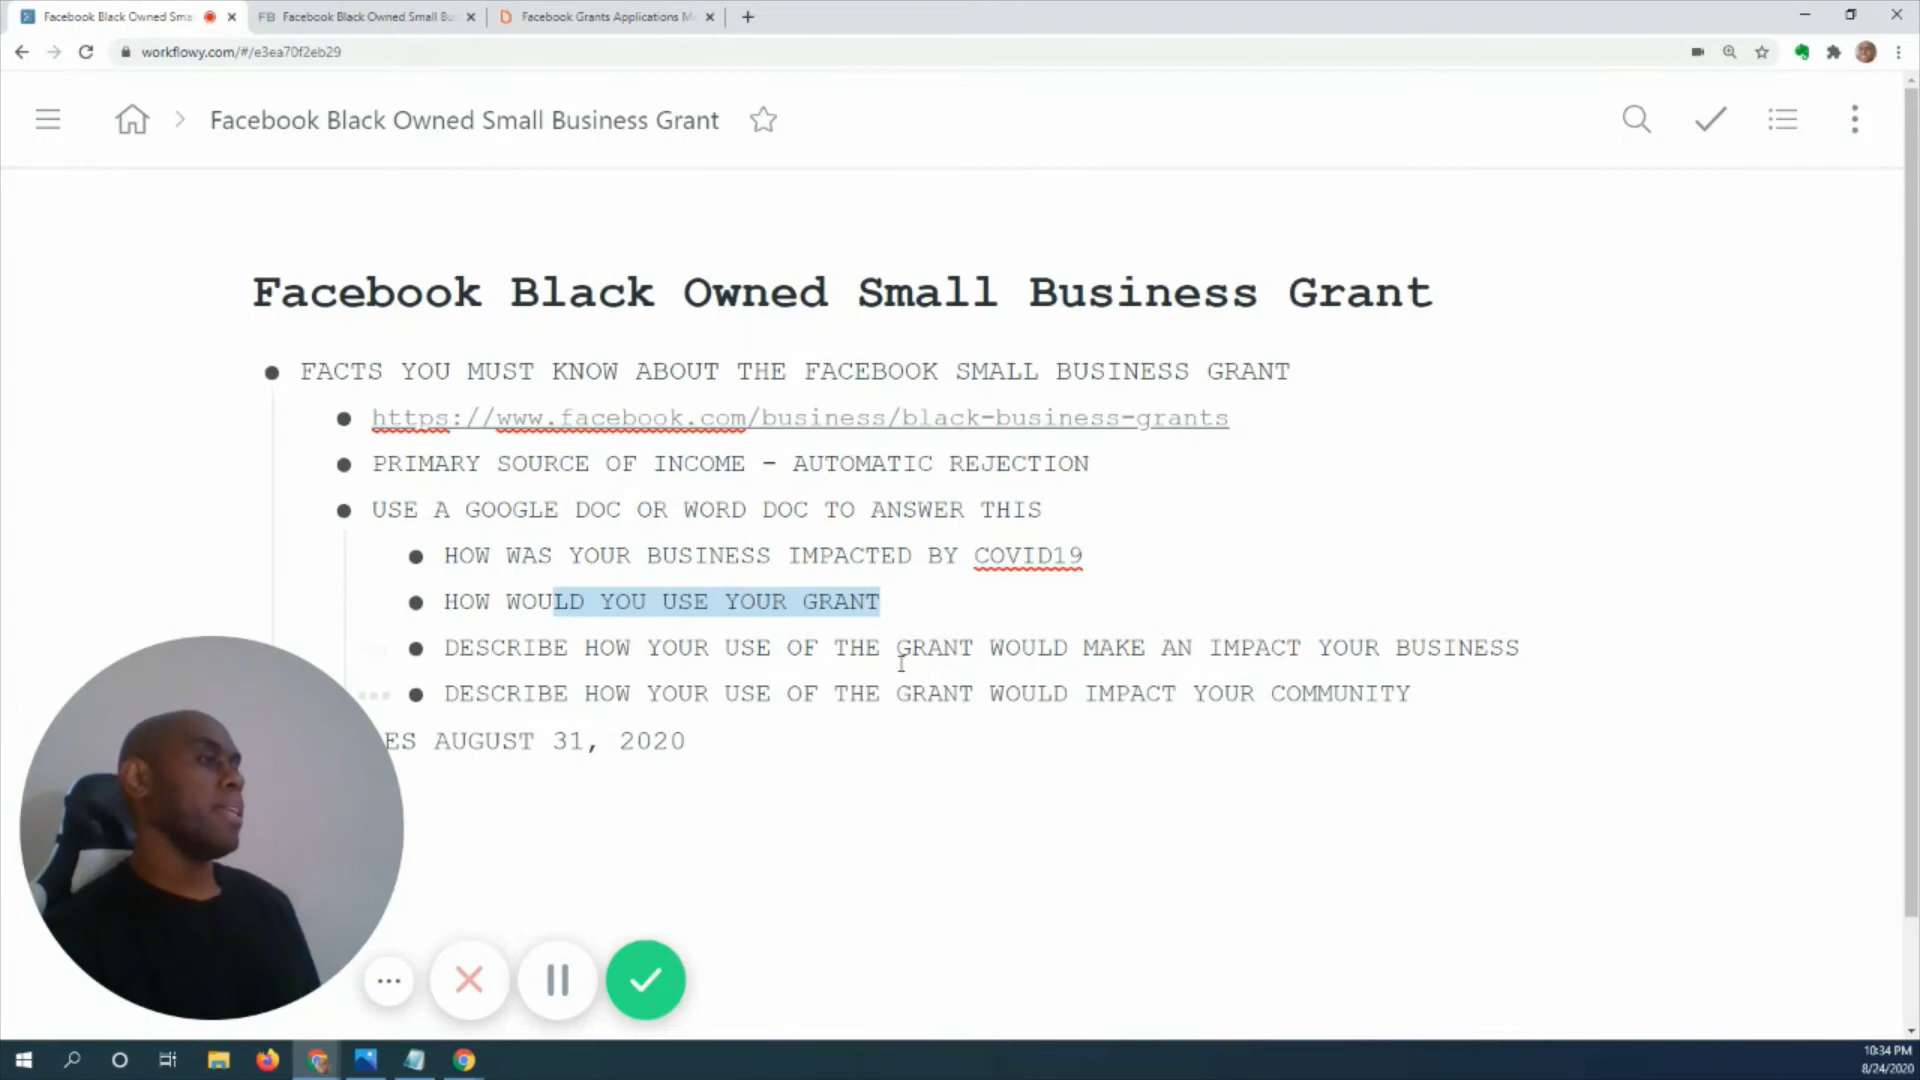 Facebook Black Owned Sma
FB Facebook Black Owned Small Bu
Facebook Grants Applications M
workflowy.com/#/e3ea70f2eb29
Facebook Black Owned Small Business Grant
Facebook Black Owned Small Business Grant
FACTS YOU MUST KNOW ABOUT THE FACEBOOK SMALL BUSINESS GRANT
https://www.facebook.com/business/black-business-grants
PRIMARY SOURCE OF INCOME - AUTOMATIC REJECTION
USE A GOOGLE DOC OR WORD DOC TO ANSWER THIS
HOW WAS YOUR BUSINESS IMPACTED BY COVID19
HOW WOULD YOU USE YOUR GRANT
DESCRIBE HOW YOUR USE OF THE GRANT WOULD MAKE AN IMPACT YOUR BUSINESS
DESCRIBE HOW YOUR USE OF THE GRANT WOULD IMPACT YOUR COMMUNITY
ES AUGUST 31, 2020
10:34 PM
8/24/2020